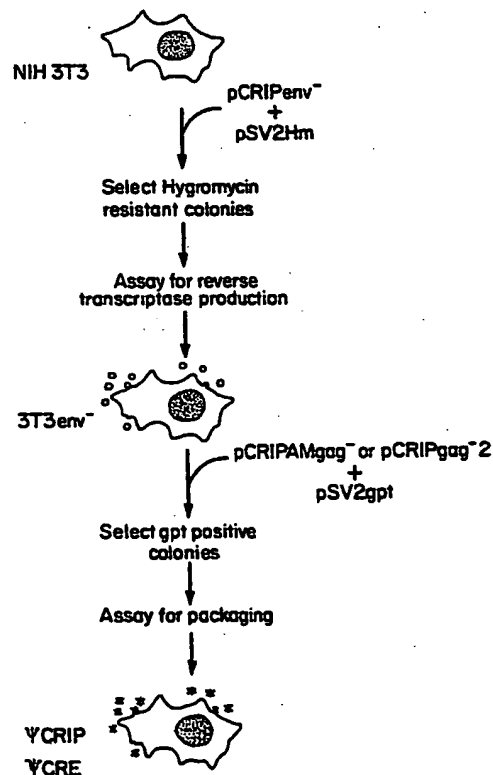 NIH 3T3
pCRIPenv⁻
+
pSV2Hm
Select Hygromycin
resistant colonies
Assay for reverse
transcriptase production
3T3env⁻
pCRIPAMgag⁻ or pCRIPgag⁻2
+
pSV2gpt
Select gpt positive
colonies
Assay for packaging
ΨCRIP
ΨCRE